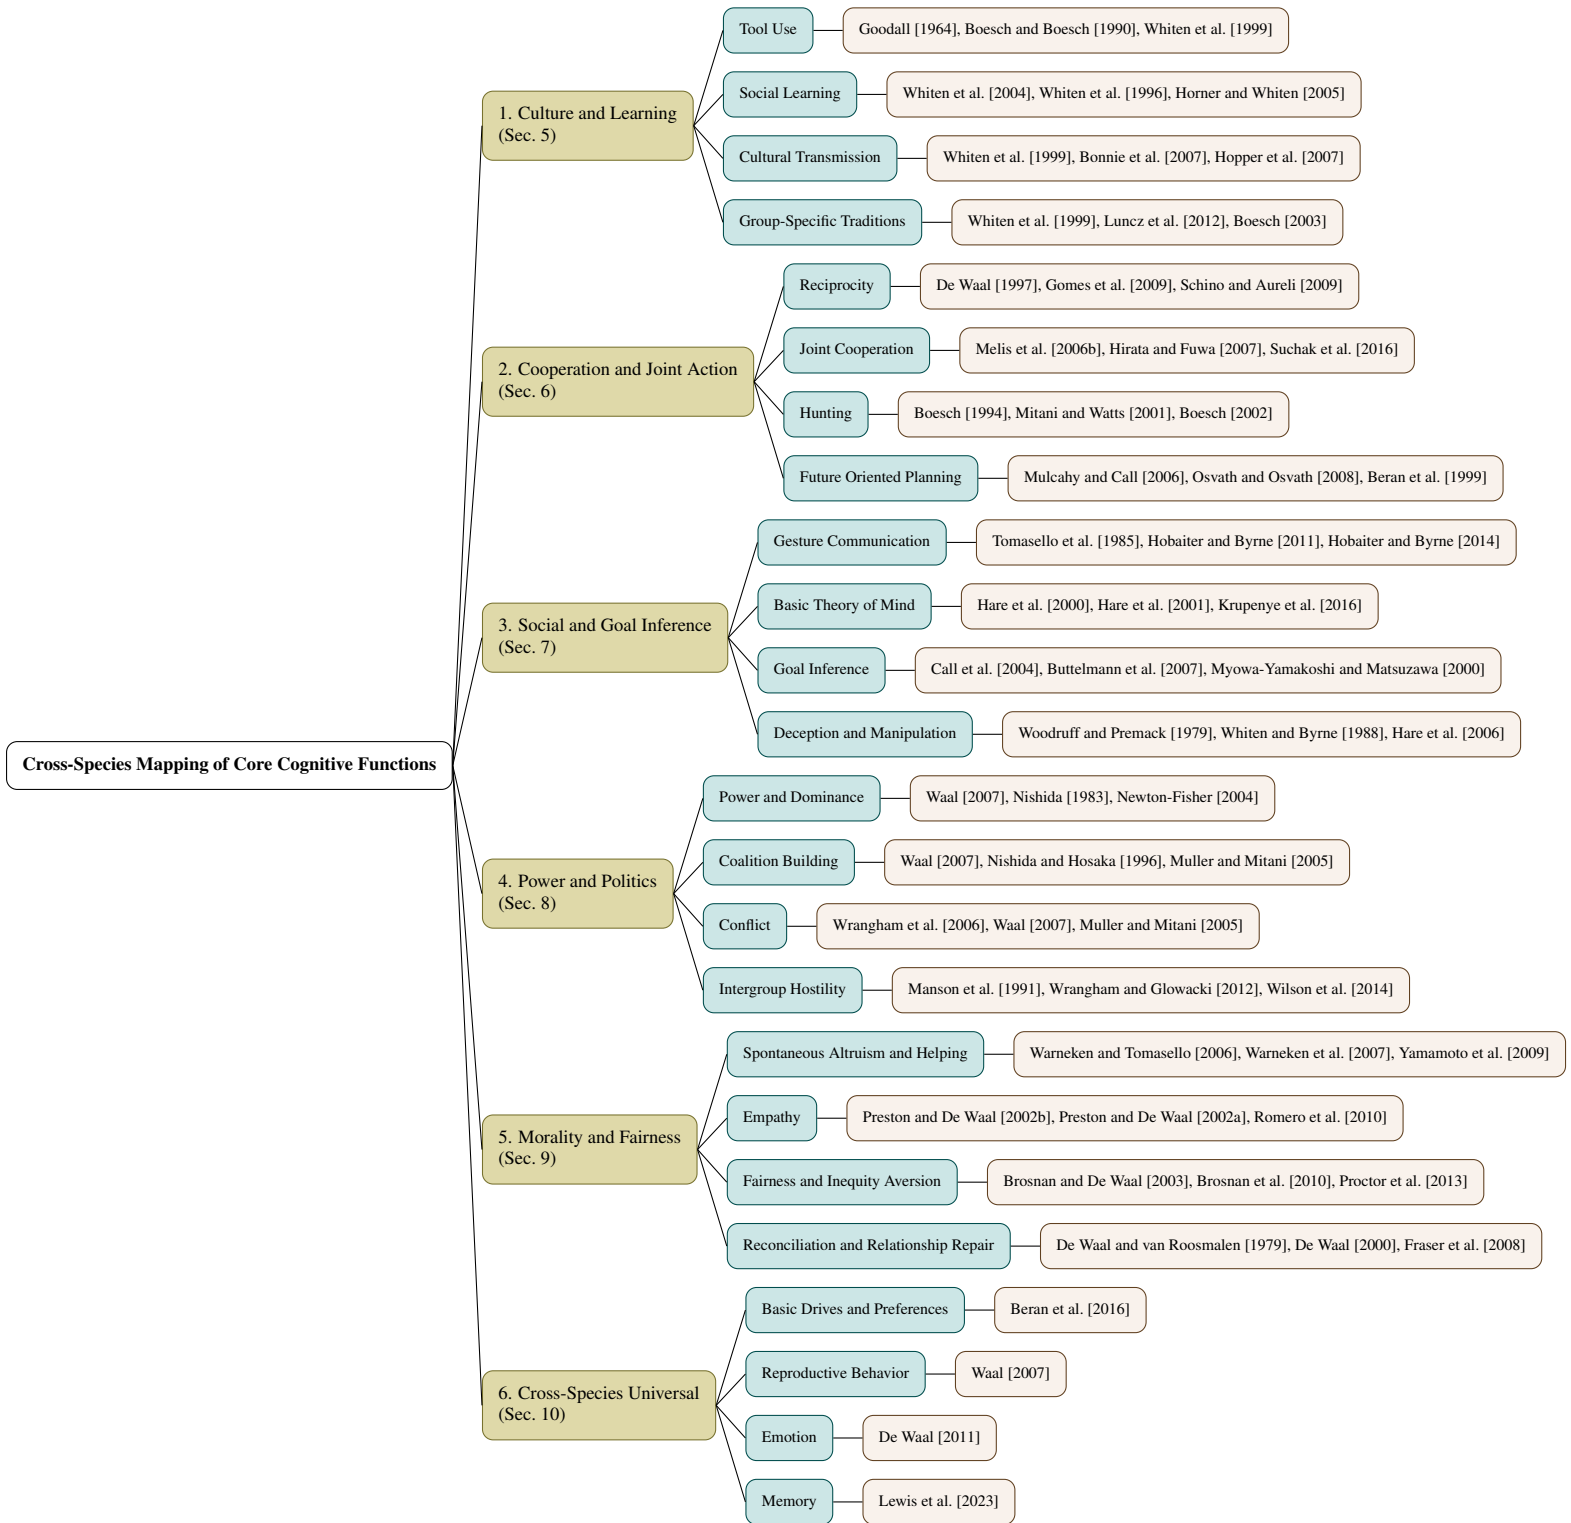 Cross-Species Mapping of Core Cognitive Functions
1. Culture and Learning
(Sec. 5)
Tool Use
Goodall [1964], Boesch and Boesch [1990], Whiten et al. [1999]
Social Learning
Whiten et al. [2004], Whiten et al. [1996], Horner and Whiten [2005]
Cultural Transmission
Whiten et al. [1999], Bonnie et al. [2007], Hopper et al. [2007]
Group-Specific Traditions
Whiten et al. [1999], Luncz et al. [2012], Boesch [2003]
2. Cooperation and Joint Action
(Sec. 6)
Reciprocity
De Waal [1997], Gomes et al. [2009], Schino and Aureli [2009]
Joint Cooperation
Melis et al. [2006b], Hirata and Fuwa [2007], Suchak et al. [2016]
Hunting
Boesch [1994], Mitani and Watts [2001], Boesch [2002]
Future Oriented Planning
Mulcahy and Call [2006], Osvath and Osvath [2008], Beran et al. [1999]
3. Social and Goal Inference
(Sec. 7)
Gesture Communication
Tomasello et al. [1985], Hobaiter and Byrne [2011], Hobaiter and Byrne [2014]
Basic Theory of Mind
Hare et al. [2000], Hare et al. [2001], Krupenye et al. [2016]
Goal Inference
Call et al. [2004], Buttelmann et al. [2007], Myowa-Yamakoshi and Matsuzawa [2000]
Deception and Manipulation
Woodruff and Premack [1979], Whiten and Byrne [1988], Hare et al. [2006]
4. Power and Politics
(Sec. 8)
Power and Dominance
Waal [2007], Nishida [1983], Newton-Fisher [2004]
Coalition Building
Waal [2007], Nishida and Hosaka [1996], Muller and Mitani [2005]
Conflict
Wrangham et al. [2006], Waal [2007], Muller and Mitani [2005]
Intergroup Hostility
Manson et al. [1991], Wrangham and Glowacki [2012], Wilson et al. [2014]
5. Morality and Fairness
(Sec. 9)
Spontaneous Altruism and Helping
Warneken and Tomasello [2006], Warneken et al. [2007], Yamamoto et al. [2009]
Empathy
Preston and De Waal [2002b], Preston and De Waal [2002a], Romero et al. [2010]
Fairness and Inequity Aversion
Brosnan and De Waal [2003], Brosnan et al. [2010], Proctor et al. [2013]
Reconciliation and Relationship Repair
De Waal and van Roosmalen [1979], De Waal [2000], Fraser et al. [2008]
6. Cross-Species Universal
(Sec. 10)
Basic Drives and Preferences
Beran et al. [2016]
Reproductive Behavior
Waal [2007]
Emotion
De Waal [2011]
Memory
Lewis et al. [2023]